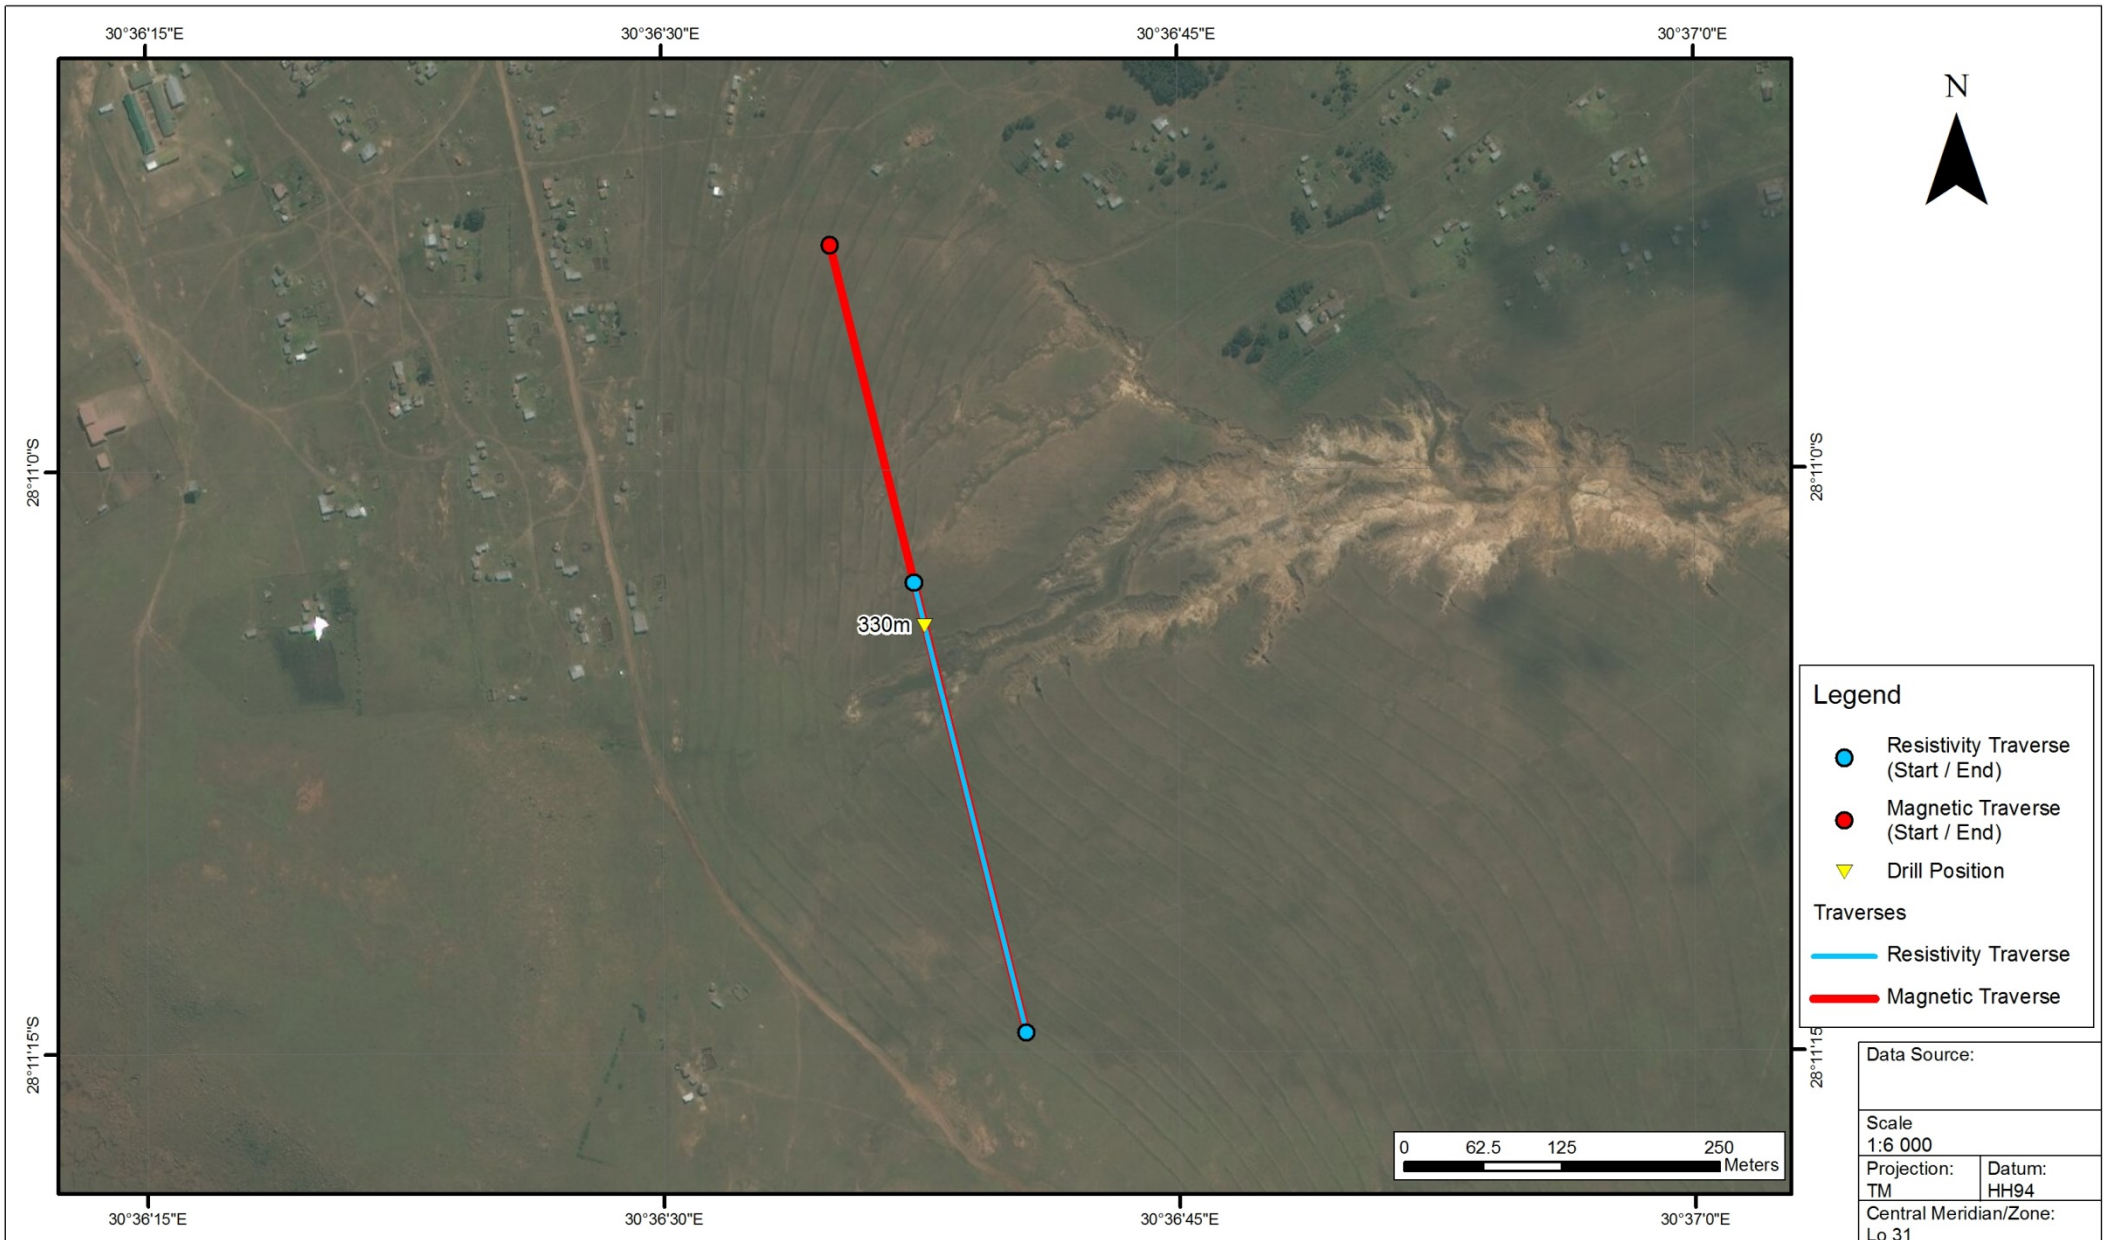 30°36'15"E
30°36'30"E
30°36'45"E
30°37'0"E
N
28°11'0"S
28°11'0"S
330m
Legend
Resistivity Traverse
(Start / End)
Magnetic Traverse
(Start / End)
Drill Position
Traverses
Resistivity Traverse
Magnetic Traverse
28°11'15"S
28°11'15
Data Source:
0 62.5 125 250
Meters
Scale
1:6 000
Projection:
TM
Datum:
HH94
Central Meridian/Zone:
Lo 31
30°36'15"E
30°36'30"E
30°36'45"E
30°37'0"E